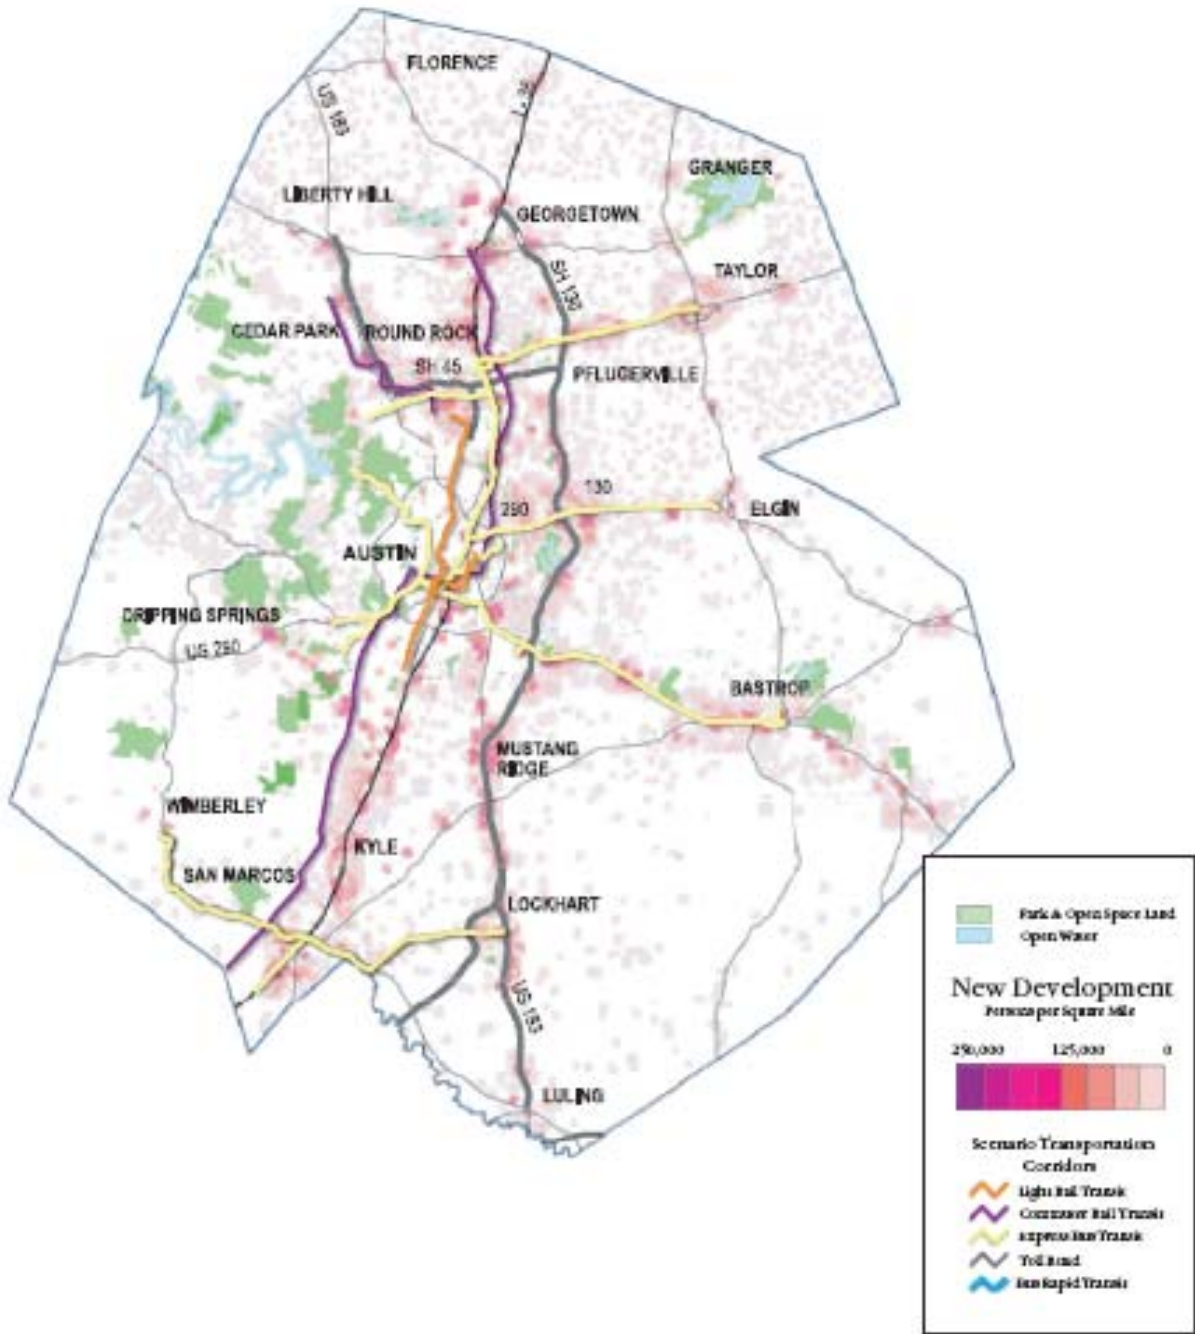 FLORENCE
US 183
I- 35
GRANGER
LIBERTY HILL
GEORGETOWN
SH 130
TAYLOR
CEDAR PARK
ROUND ROCK
SH 45
PFLUGERVILLE
130
290
ELGIN
AUSTIN
DRIPPING SPRINGS
US 290
BASTROP
MUSTANG
RIDGE
WIMBERLEY
KYLE
SAN MARCOS
LOCKHART
US 183
LULING
Park & Open Space Land
Open Water
New Development
Persons per Square Mile
250,000 125,000 0
Scenario Transportation
Corridors
Light Rail Transit
Commuter Rail Transit
Express Bus Transit
Toll Road
Bus Rapid Transit